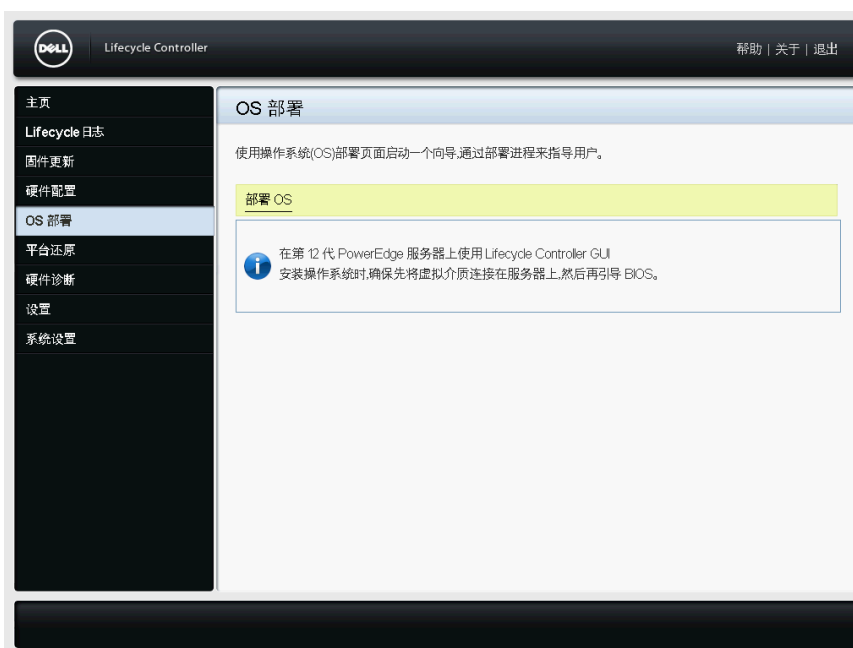 DELL Lifecycle Controller 帮助 | 关于 | 退出
主页
Lifecycle 日志
固件更新
硬件配置
OS 部署
平台还原
硬件诊断
设置
系统设置
OS 部署
使用操作系统(OS)部署页面启动一个向导,通过部署进程来指导用户。
部署 OS
在第 12 代 PowerEdge 服务器上使用 Lifecycle Controller GUI
安装操作系统时,确保先将虚拟介质连接在服务器上,然后再引导 BIOS。